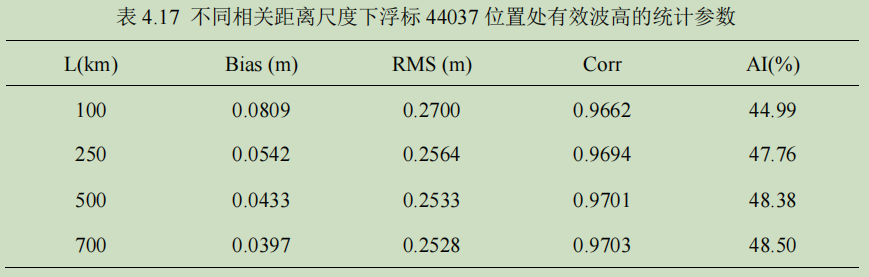 表 4.17 不同相关距离尺度下浮标 44037 位置处有效波高的统计参数
L(km) Bias (m) RMS (m) Corr AI(%)
100 0.0809 0.2700 0.9662 44.99
250 0.0542 0.2564 0.9694 47.76
500 0.0433 0.2533 0.9701 48.38
700 0.0397 0.2528 0.9703 48.50